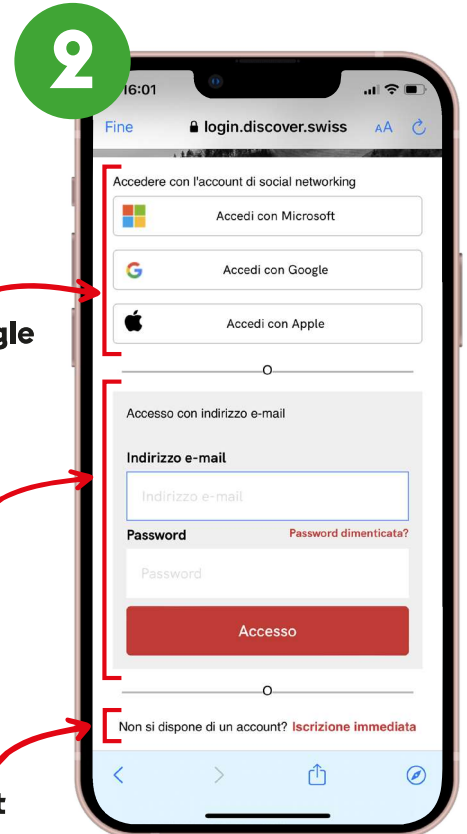 2
16:01
Fine login.discover.swiss AA
Accedere con l'account di social networking
Accedi con Microsoft
Accedi con Google
Accedi con Apple
gle
O
Accesso con indirizzo e-mail
Indirizzo e-mail
Indirizzo e-mail
Password Password dimenticata?
Password
Accesso
O
Non si dispone di un account? Iscrizione immediata
t